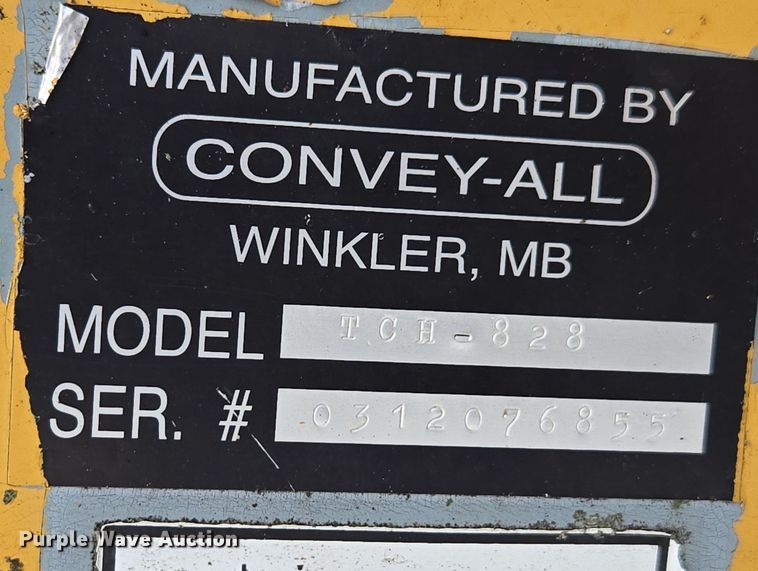 MANUFACTURED BY
CONVEY-ALL
WINKLER, MB
MODEL TCH-828
SER. # 0312076855
Purple Wave Auction